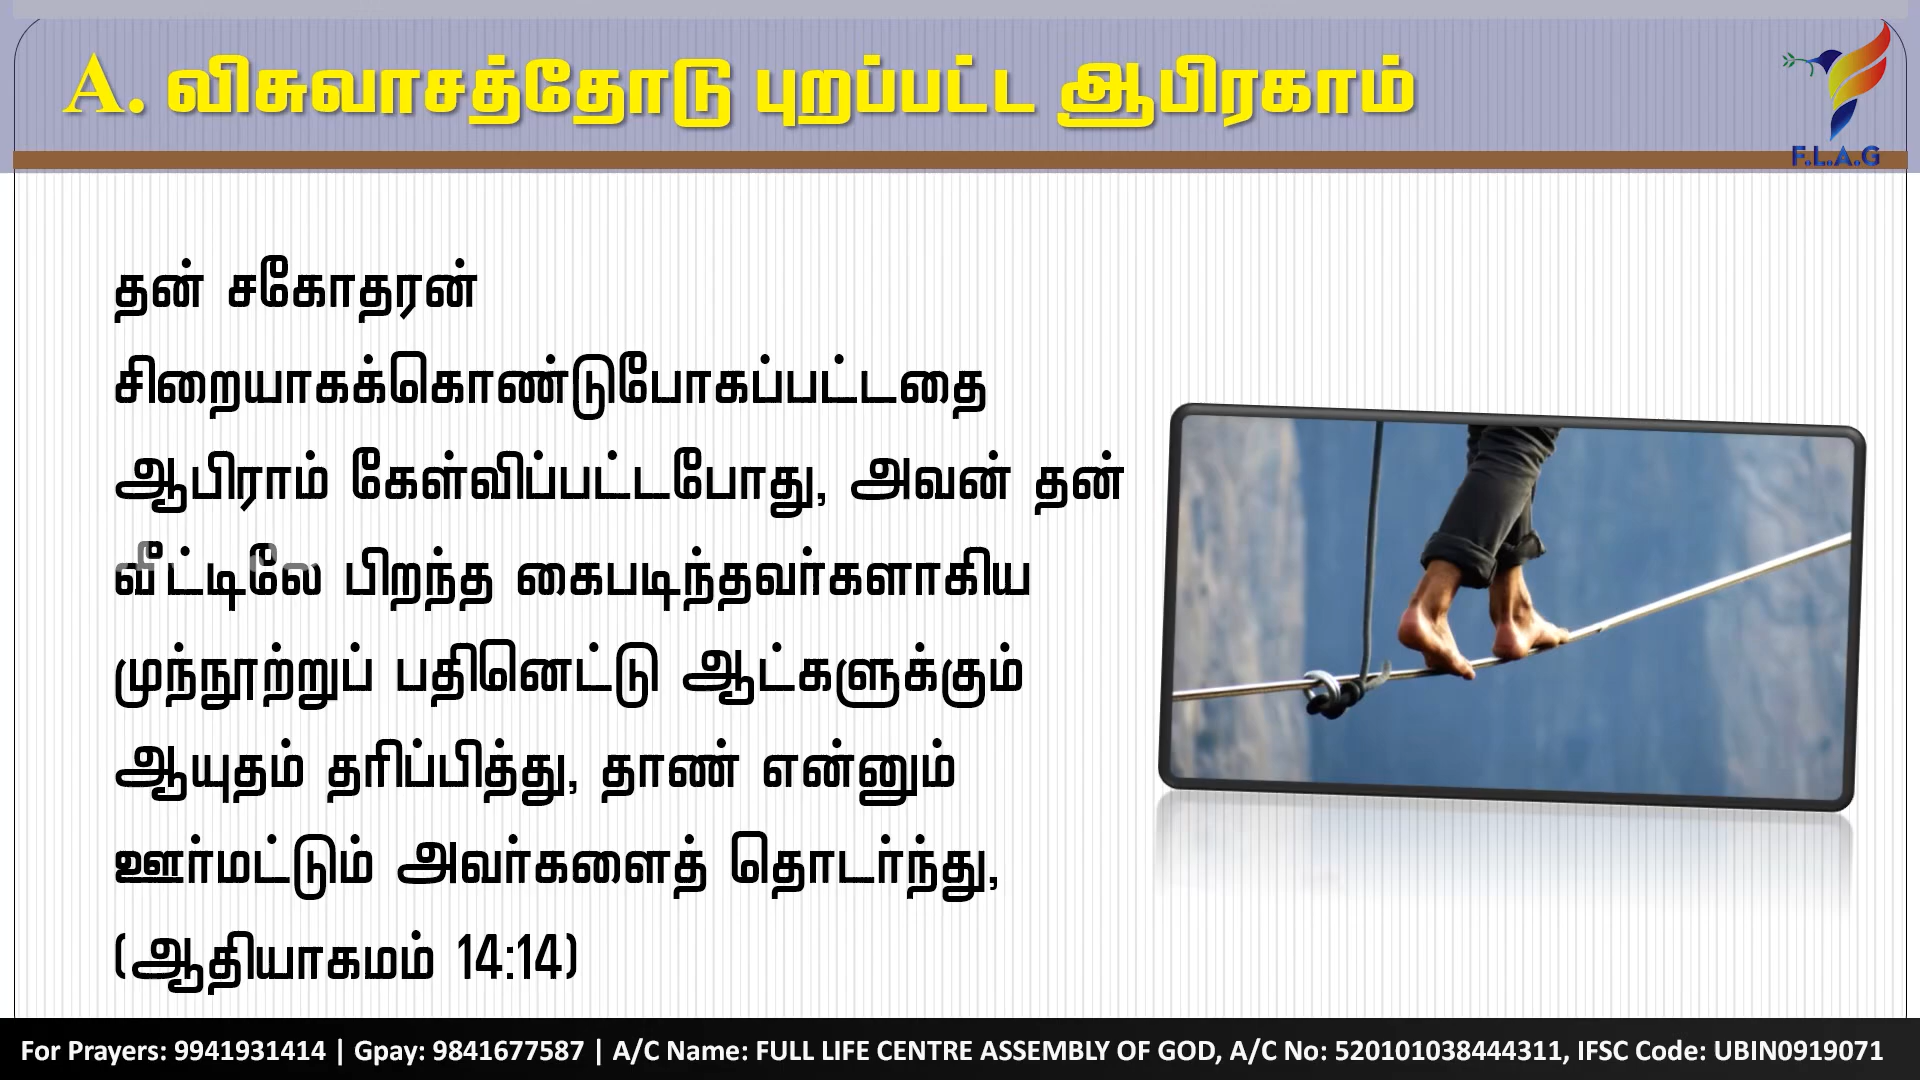 A. விசுவாசத்தோடு புறப்பட்ட ஆபிரகாம்
F.L.A.G
தன் சகோதரன்
சிறையாகக்கொண்டுபோகப்பட்டதை
ஆபிராம் கேள்விப்பட்டபோது, அவன் தன்
வீட்டிலே பிறந்த கைபடிந்தவர்களாகிய
முந்நூற்றுப் பதினெட்டு ஆட்களுக்கும்
ஆயுதம் தரிப்பித்து, தாண் என்னும்
ஊர்மட்டும் அவர்களைத் தொடர்ந்து,
(ஆதியாகமம் 14:14)
For Prayers: 9941931414 | Gpay: 9841677587 | A/C Name: FULL LIFE CENTRE ASSEMBLY OF GOD, A/C No: 520101038444311, IFSC Code: UBIN0919071